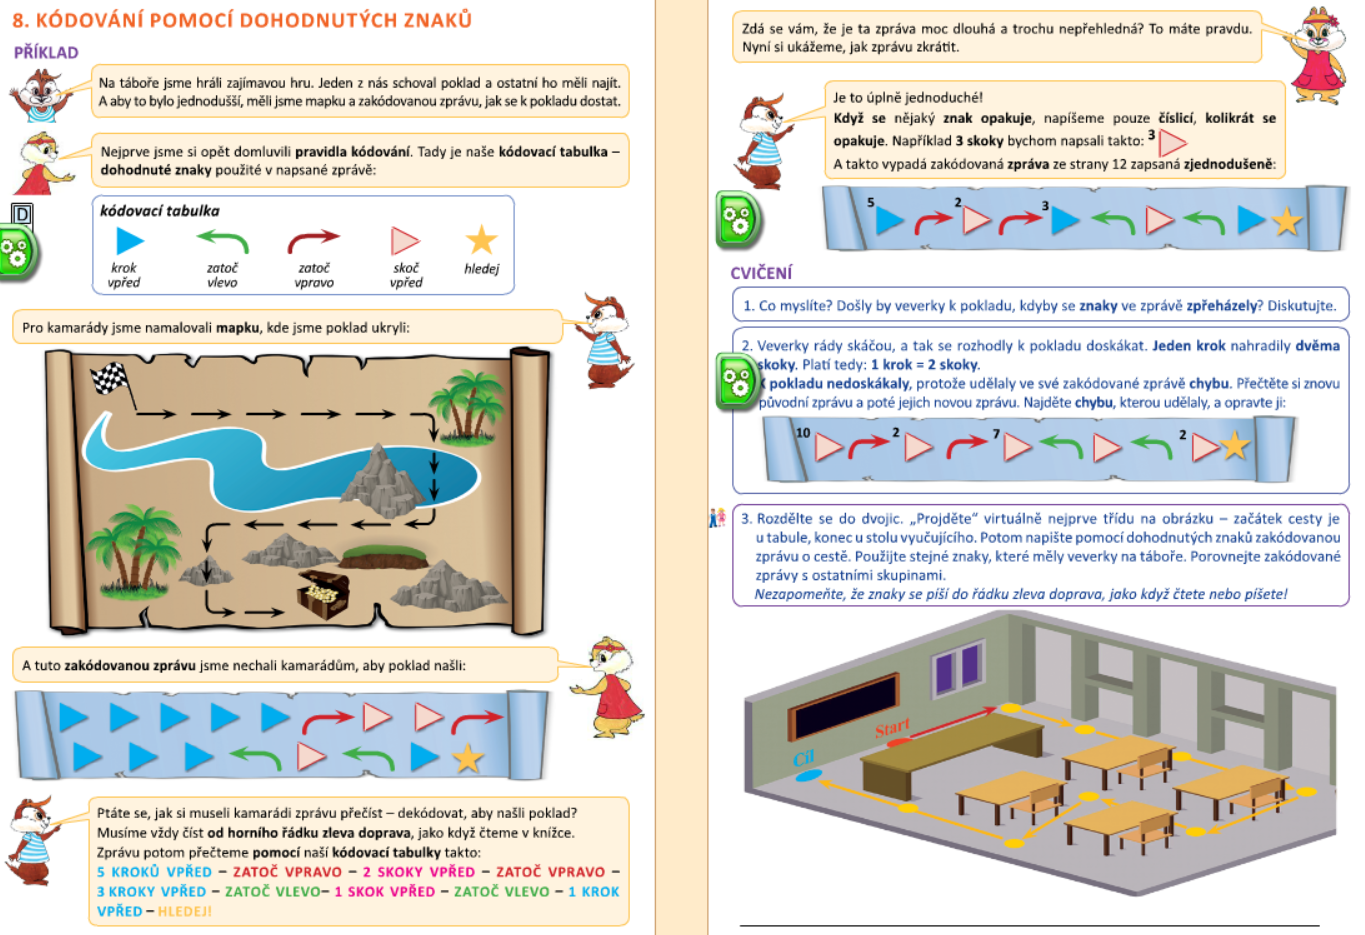 8. KÓDOVÁNÍ POMOCÍ DOHODNUTÝCH ZNAKŮ
PŘÍKLAD
Na táboře jsme hráli zajímavou hru. Jeden z nás schoval poklad a ostatní ho měli najít.
A aby to bylo jednodušší, měli jsme mapku a zakódovanou zprávu, jak se k pokladu dostat.
Nejprve jsme si opět domluvili pravidla kódování. Tady je naše kódovací tabulka –
dohodnuté znaky použité v napsané zprávě:
D
kódovací tabulka
krok vpřed
zatoč vlevo
zatoč vpravo
skoč vpřed
hledej
Pro kamarády jsme namalovali mapku, kde jsme poklad ukryli:
A tuto zakódovanou zprávu jsme nechali kamarádům, aby poklad našli:
Ptáte se, jak si museli kamarádi zprávu přečíst – dekódovat, aby našli poklad?
Musíme vždy číst od horního řádku zleva doprava, jako když čteme v knížce.
Zprávu potom přečteme pomocí naší kódovací tabulky takto:
5 KROKŮ VPŘED – ZATOČ VPRAVO – 2 SKOKY VPŘED – ZATOČ VPRAVO –
3 KROKY VPŘED – ZATOČ VLEVO– 1 SKOK VPŘED – ZATOČ VLEVO – 1 KROK
VPŘED – HLEDEJ!
Zdá se vám, že je ta zpráva moc dlouhá a trochu nepřehledná? To máte pravdu.
Nyní si ukážeme, jak zprávu zkrátit.
Je to úplně jednoduché!
Když se nějaký znak opakuje, napíšeme pouze číslicí, kolikrát se
opakuje. Například 3 skoky bychom napsali takto: 3
A takto vypadá zakódovaná zpráva ze strany 12 zapsaná zjednodušeně:
5 2 3
CVIČENÍ
1. Co myslíte? Došly by veverky k pokladu, kdyby se znaky ve zprávě zpřeházely? Diskutujte.
2. Veverky rády skáčou, a tak se rozhodly k pokladu doskákat. Jeden krok nahradily dvěma
skoky. Platí tedy: 1 krok = 2 skoky.
K pokladu nedoskákaly, protože udělaly ve své zakódované zprávě chybu. Přečtěte si znovu
původní zprávu a poté jejich novou zprávu. Najděte chybu, kterou udělaly, a opravte ji:
10 2 7 2
3. Rozdělte se do dvojic. „Projděte“ virtuálně nejprve třídu na obrázku – začátek cesty je
u tabule, konec u stolu vyučujícího. Potom napište pomocí dohodnutých znaků zakódovanou
zprávu o cestě. Použijte stejné znaky, které měly veverky na táboře. Porovnejte zakódované
zprávy s ostatními skupinami.
Nezapomeňte, že znaky se píší do řádku zleva doprava, jako když čtete nebo píšete!
Start
Cíl